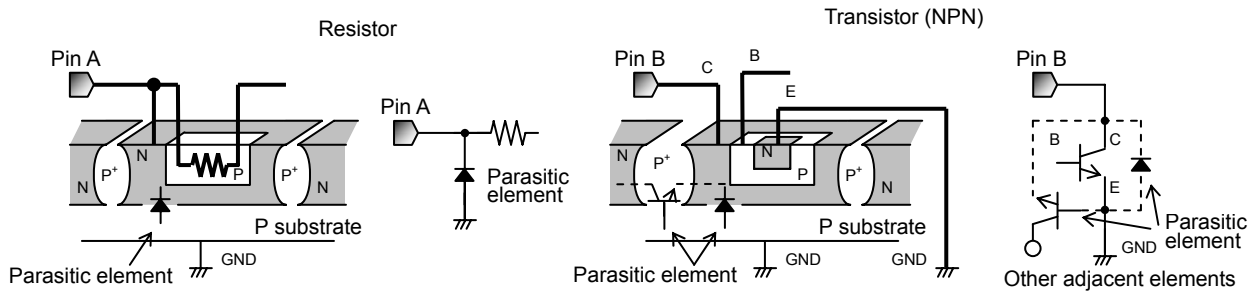 Resistor
Transistor (NPN)
Pin A
Pin A
N
P+
N
P
P+
N
Parasitic element
P substrate
GND
Parasitic element
Pin B
C
B
E
N
P+
N
P
P+
N
P substrate
GND
GND
Parasitic element
Pin B
B
C
E
Parasitic element
GND
Other adjacent elements